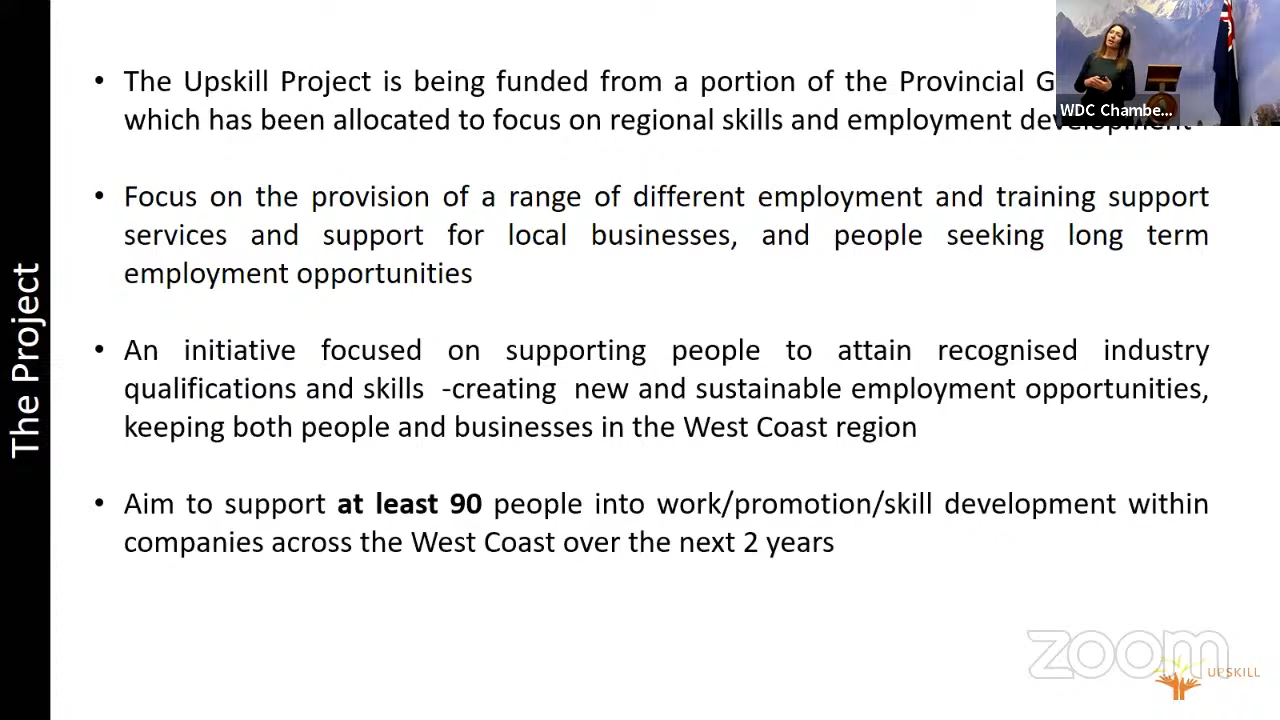 • The Upskill Project is being funded from a portion of the Provincial
which has been allocated to focus on regional skills and employment development
• Focus on the provision of a range of different employment and training support
services and support for local businesses, and people seeking long term
employment opportunities
• An initiative focused on supporting people to attain recognised industry
qualifications and skills -creating new and sustainable employment opportunities,
keeping both people and businesses in the West Coast region
• Aim to support at least 90 people into work/promotion/skill development within
companies across the West Coast over the next 2 years
The Project
WDC Chambe...
zoom
UPSKILL